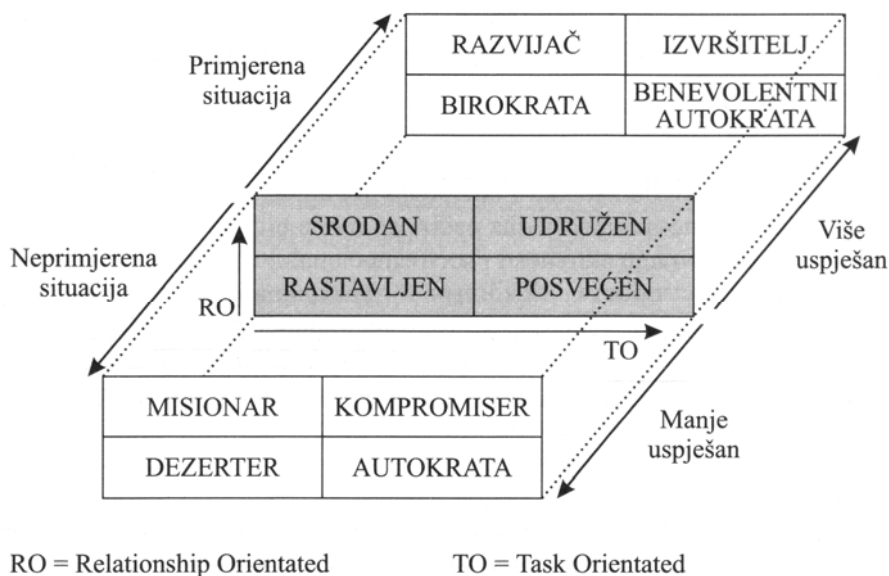 RAZVIJAČ IZVRŠITELJ
Primjerena
situacija
BIROKRATA BENEVOLENTNI
AUTOKRATA
SRODAN UDRUŽEN
Više
uspješan
Neprimjerena
situacija
RASTAVLJEN POSVEĆEN
RO
TO
MISIONAR KOMPROMISER
Manje
uspješan
DEZERTER AUTOKRATA
RO = Relationship Orientated TO = Task Orientated